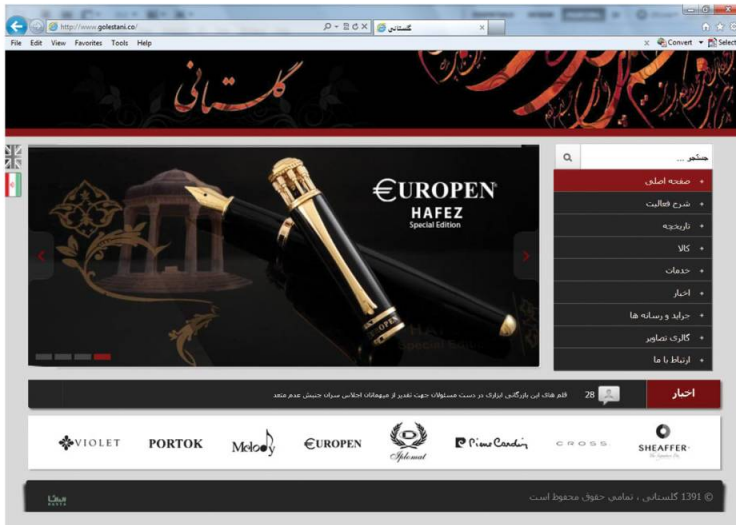 http://www.golestani.co/
گلستانی
File Edit View Favorites Tools Help
Convert
Select
گلستانی
جستجو ...
€UROPEN
HAFEZ
Special Edition
صفحه اصلی
شرح فعالیت
تاریخچه
کالا
خدمات
اخبار
جراید و رسانه ها
گالری تصاویر
ارتباط با ما
اخبار
28 قلم های این بازرگانی ابزاری در دست مسئولان جهت تقدیر از میهمانان اجلاس سران جنبش عدم متعد
VIOLET PORTOK Melody €UROPEN Diplomat Pierre Cardin CROSS. SHEAFFER
© 1391 گلستانی ، تمامی حقوق محفوظ است